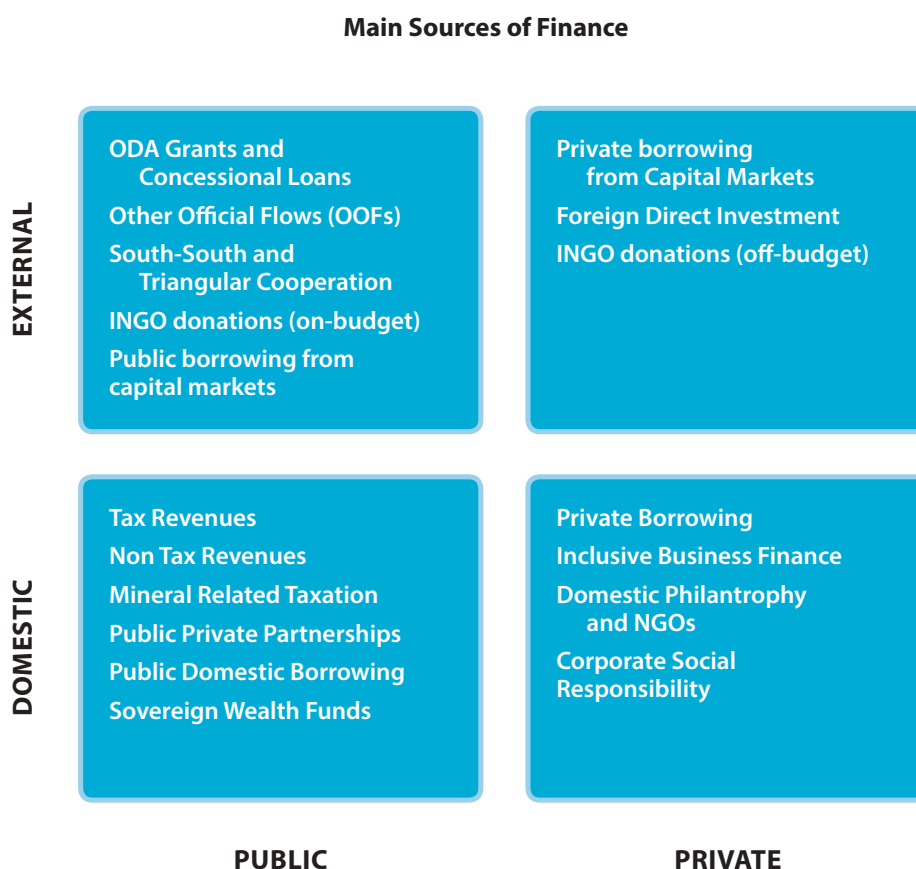 Main Sources of Finance
EXTERNAL
ODA Grants and
Concessional Loans
Other Official Flows (OOFs)
South-South and
Triangular Cooperation
INGO donations (on-budget)
Public borrowing from
capital markets
Private borrowing
from Capital Markets
Foreign Direct Investment
INGO donations (off-budget)
DOMESTIC
Tax Revenues
Non Tax Revenues
Mineral Related Taxation
Public Private Partnerships
Public Domestic Borrowing
Sovereign Wealth Funds
Private Borrowing
Inclusive Business Finance
Domestic Philantrophy
and NGOs
Corporate Social
Responsibility
PUBLIC
PRIVATE